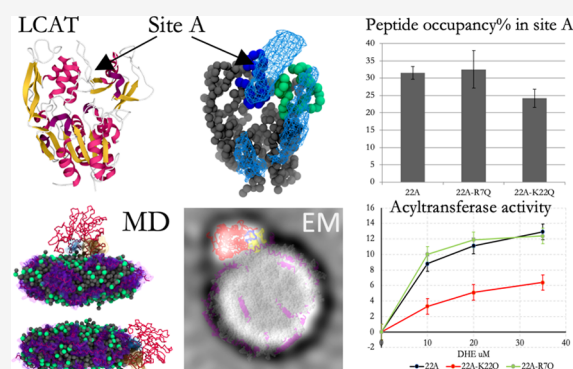 LCAT Site A
Peptide occupancy% in site A
40
35
30
25
20
15
10
5
0
22A 22A-R7Q 22A-K22Q
MD
EM
Acyltransferase activity
16
14
12
10
8
6
4
2
0
-2
0 10 20 30 40
DHE uM
22A 22A-K22Q 22A-R7Q